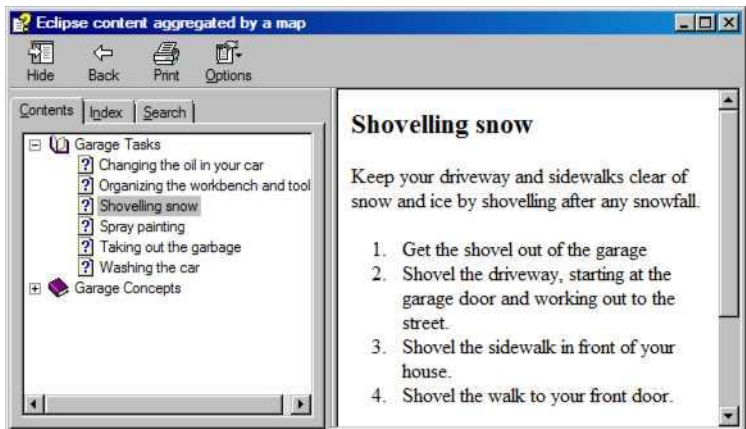 Eclipse content aggregated by a map
Hide Back Print Options
Contents Index Search
Garage Tasks
Changing the oil in your car
Organizing the workbench and tool
Shovelling snow
Spray painting
Taking out the garbage
Washing the car
Garage Concepts
Shovelling snow
Keep your driveway and sidewalks clear of
snow and ice by shovelling after any snowfall.
1. Get the shovel out of the garage
2. Shovel the driveway, starting at the
garage door and working out to the
street.
3. Shovel the sidewalk in front of your
house.
4. Shovel the walk to your front door.